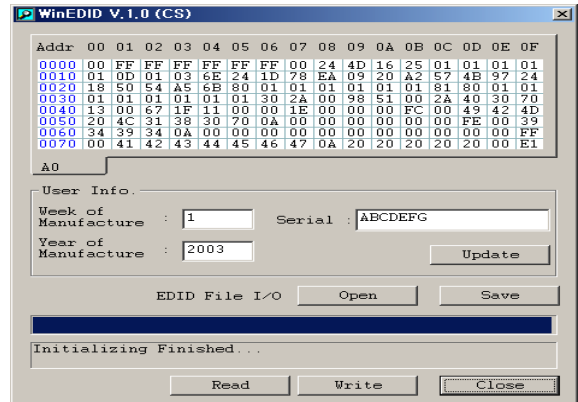 WinEDID V.1.0 (CS)
Addr 00 01 02 03 04 05 06 07 08 09 0A 0B 0C 0D 0E 0F
0000 00 FF FF FF FF FF FF 00 24 4D 16 25 01 01 01 01
0010 01 0D 01 03 6E 24 1D 78 EA 09 20 A2 57 4B 97 24
0020 18 50 54 A5 6B 80 01 01 01 01 01 01 81 80 01 01
0030 01 01 01 01 01 01 30 2A 00 98 51 00 2A 40 30 70
0040 13 00 67 1F 11 00 00 1E 00 00 00 FC 00 49 42 4D
0050 20 4C 31 38 30 70 0A 00 00 00 00 00 00 FE 00 39
0060 34 39 34 0A 00 00 00 00 00 00 00 00 00 00 00 FF
0070 00 41 42 43 44 45 46 47 0A 20 20 20 20 20 00 E1
A0
User Info.
Week of
Manufacture : 1 Serial : ABCDEFG
Year of
Manufacture : 2003 Update
EDID File I/O Open Save
Initializing Finished...
Read Write Close